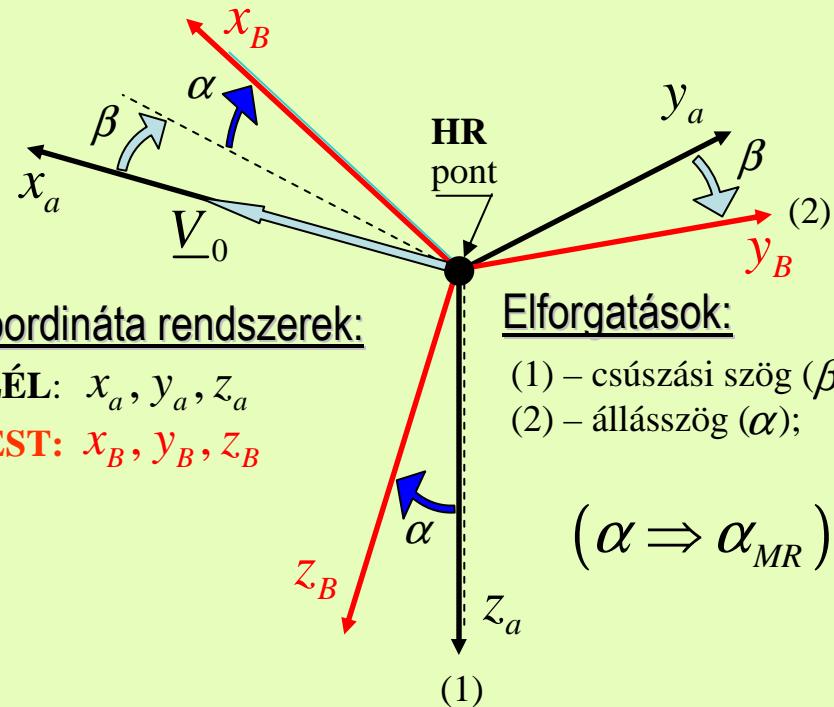 x_B
α
β
x_a
V_0
HR
pont
y_a
β
(2)
y_B
oordináta rendszerek:
ÉL: x_a, y_a, z_a
EST: x_B, y_B, z_B
Elforgatások:
(1) – csúszási szög (β
(2) – állásszög (α);
(α ⇒ α_MR)
α
z_B
z_a
(1)